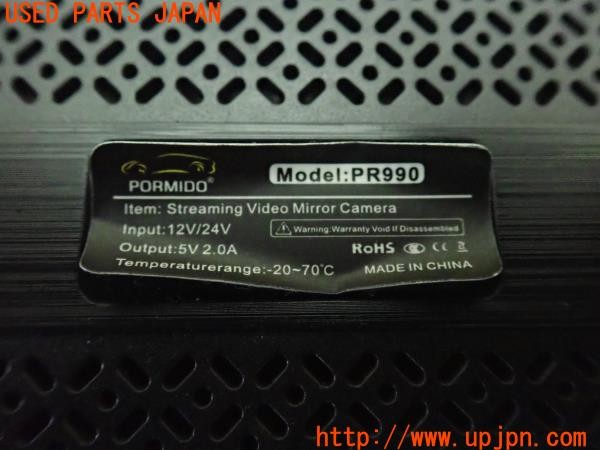 USED PARTS JAPAN
PORMIDO®
Model:PR990
Item: Streaming Video Mirror Camera
Input:12V/24V
Warning:Warranty Void If Disassembled
Output:5V 2.0A
RoHS CE
Temperaturerange:-20~70℃
MADE IN CHINA
http://www.upjpn.com